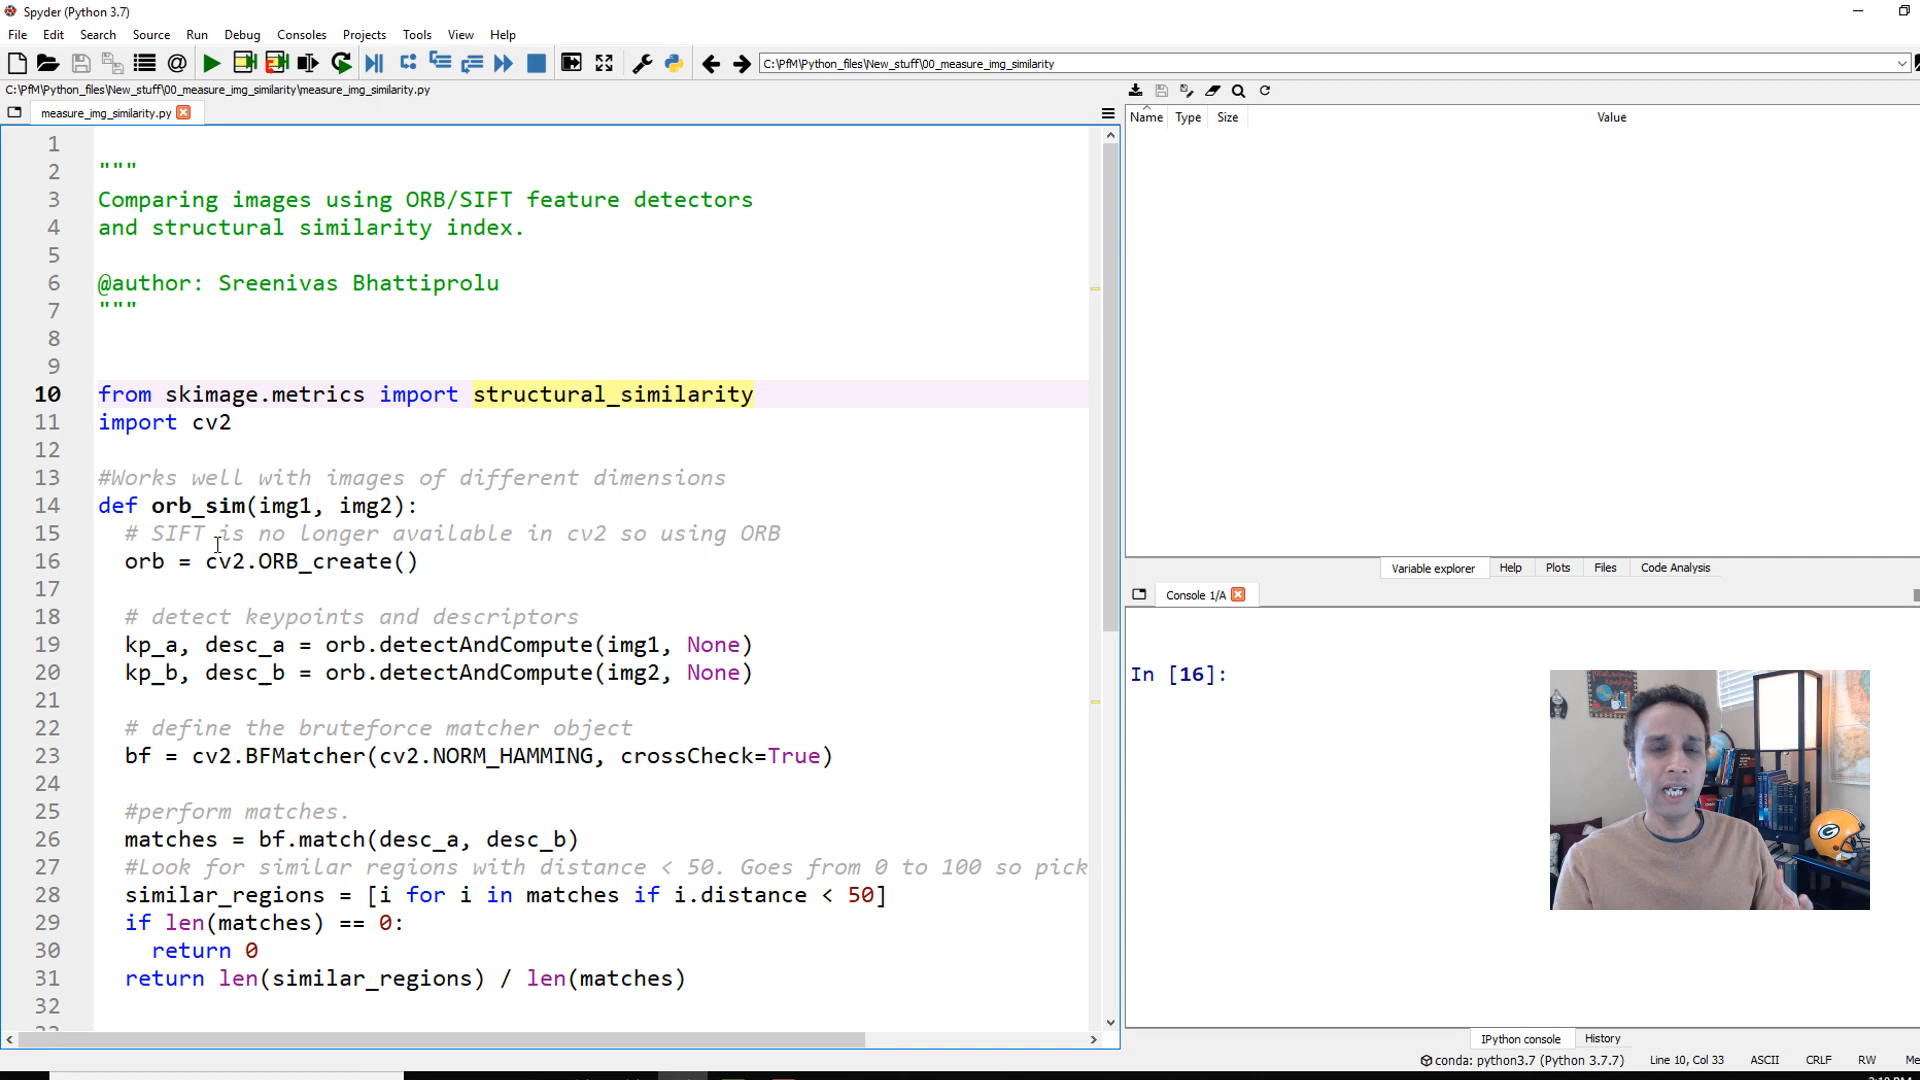 Spyder (Python 3.7)
File Edit Search Source Run Debug Consoles Projects Tools View Help
C:\PfM\Python_files\New_stuff\00_measure_img_similarity
C:\PfM\Python_files\New_stuff\00_measure_img_similarity\measure_img_similarity.py
measure_img_similarity.py
1
2 """
3 Comparing images using ORB/SIFT feature detectors
4 and structural similarity index.
5
6 @author: Sreenivas Bhattiprolu
7 """
8
9
10 from skimage.metrics import structural_similarity
11 import cv2
12
13 #Works well with images of different dimensions
14 def orb_sim(img1, img2):
15 # SIFT is no longer available in cv2 so using ORB
16 orb = cv2.ORB_create()
17
18 # detect keypoints and descriptors
19 kp_a, desc_a = orb.detectAndCompute(img1, None)
20 kp_b, desc_b = orb.detectAndCompute(img2, None)
21
22 # define the bruteforce matcher object
23 bf = cv2.BFMatcher(cv2.NORM_HAMMING, crossCheck=True)
24
25 #perform matches.
26 matches = bf.match(desc_a, desc_b)
27 #Look for similar regions with distance < 50. Goes from 0 to 100 so pick
28 similar_regions = [i for i in matches if i.distance < 50]
29 if len(matches) == 0:
30 return 0
31 return len(similar_regions) / len(matches)
32
Name Type Size Value
Variable explorer Help Plots Files Code Analysis
Console 1/A
In [16]:
IPython console History
conda: python3.7 (Python 3.7.7) Line 10, Col 33 ASCII CRLF RW